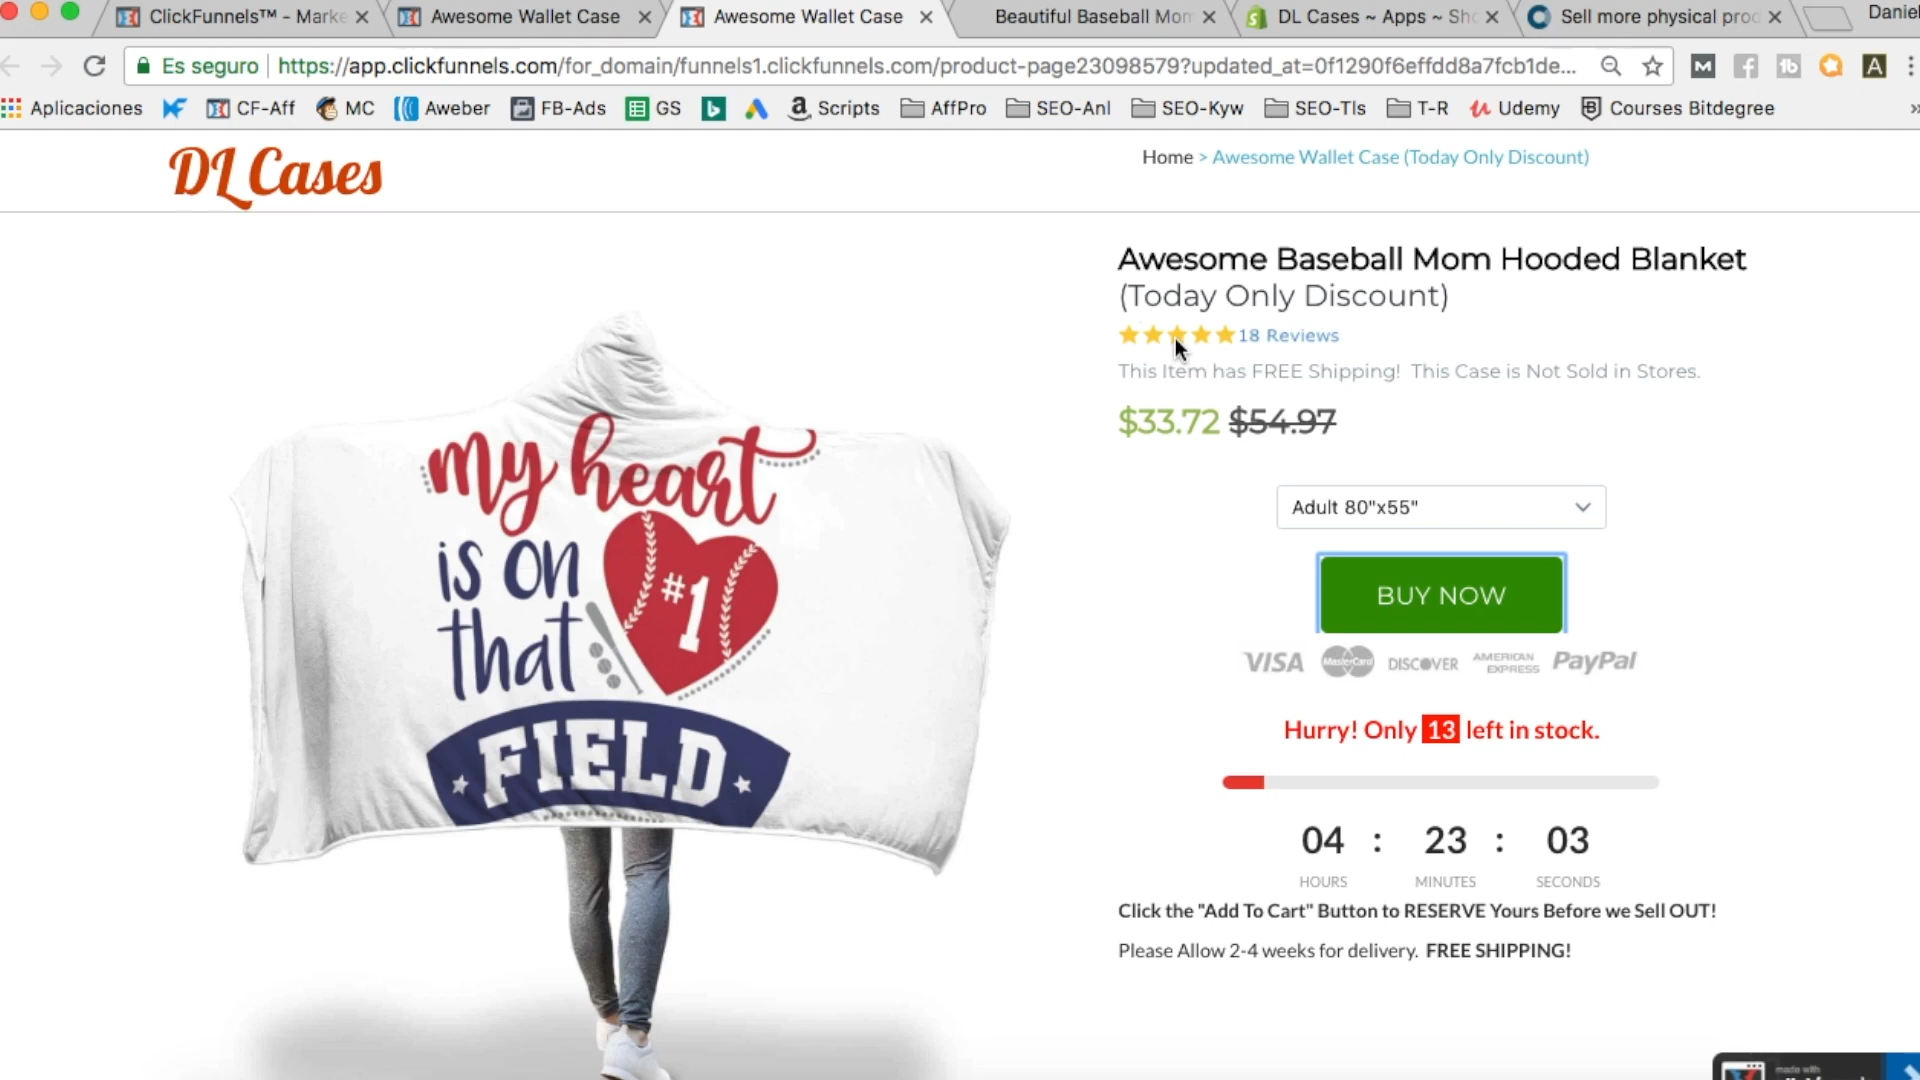 ClickFunnels™ - Marke
Awesome Wallet Case
Awesome Wallet Case
Beautiful Baseball Mom
DL Cases ~ Apps ~ Sho
Sell more physical prod
Daniel
Es seguro
https://app.clickfunnels.com/for_domain/funnels1.clickfunnels.com/product-page23098579?updated_at=0f1290f6effdd8a7fcb1de...
Aplicaciones
CF-Aff
MC
Aweber
FB-Ads
GS
Scripts
AffPro
SEO-Anl
SEO-Kyw
SEO-Tls
T-R
Udemy
Courses Bitdegree
DL Cases
Home > Awesome Wallet Case (Today Only Discount)
Awesome Baseball Mom Hooded Blanket
(Today Only Discount)
18 Reviews
This Item has FREE Shipping! This Case is Not Sold in Stores.
$33.72 $54.97
Adult 80"x55"
BUY NOW
VISA MasterCard DISCOVER AMERICAN EXPRESS PayPal
Hurry! Only 13 left in stock.
04 : 23 : 03
HOURS MINUTES SECONDS
Click the "Add To Cart" Button to RESERVE Yours Before we Sell OUT!
Please Allow 2-4 weeks for delivery. FREE SHIPPING!
my heart
is on
that
#1
FIELD
made with